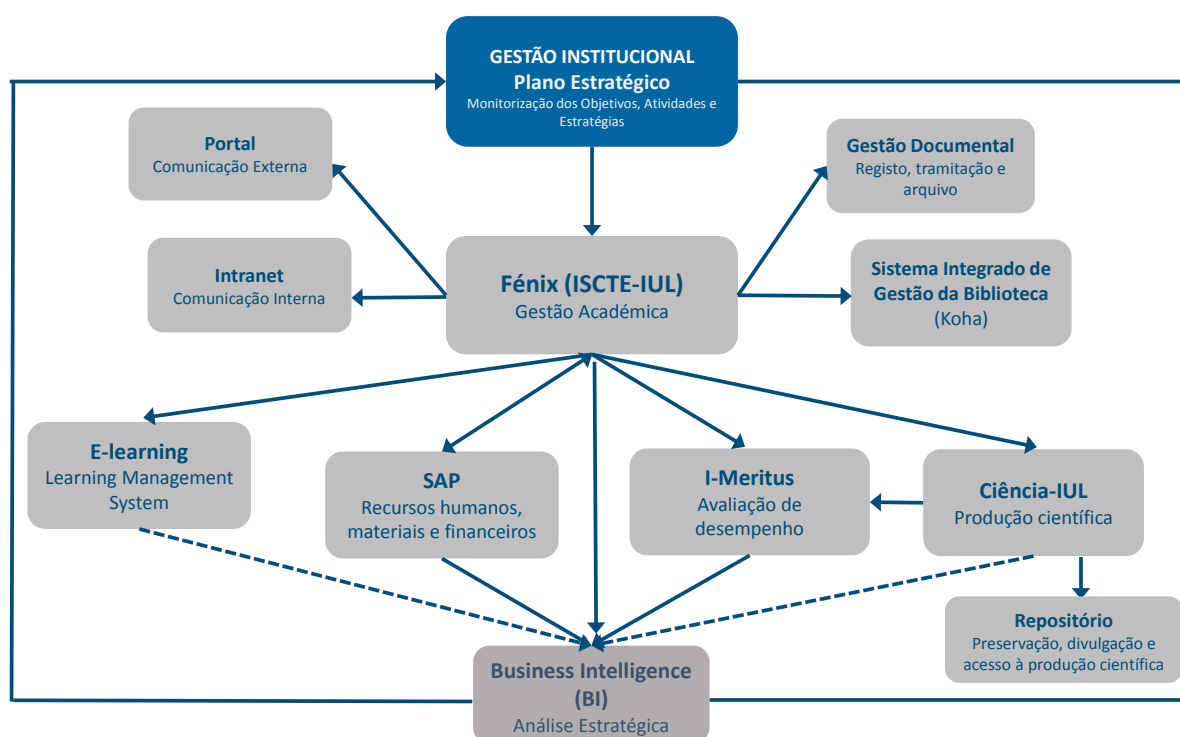 GESTÃO INSTITUCIONAL
Plano Estratégico
Monitorização dos Objetivos, Atividades e
Estratégias
Portal
Comunicação Externa
Gestão Documental
Registo, tramitação e
arquivo
Intranet
Comunicação Interna
Fénix (ISCTE-IUL)
Gestão Académica
Sistema Integrado de
Gestão da Biblioteca
(Koha)
E-learning
Learning Management
System
SAP
Recursos humanos,
materiais e financeiros
I-Meritus
Avaliação de
desempenho
Ciência-IUL
Produção científica
Repositório
Preservação, divulgação e
acesso à produção científica
Business Intelligence
(BI)
Análise Estratégica